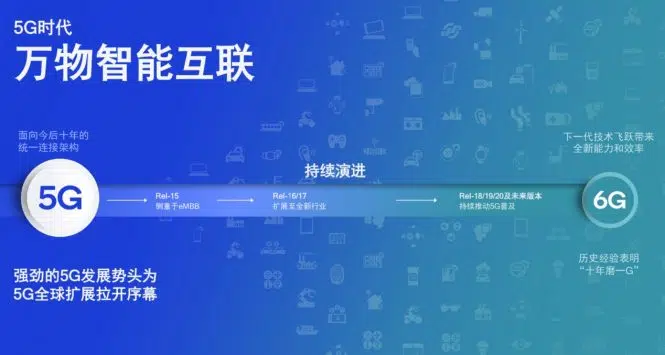 5G时代
万物智能互联
面向今后十年的
统一连接架构
下一代技术飞跃带来
全新能力和效率
持续演进
5G
Rel-15
侧重于eMBB
Rel-16/17
扩展至全新行业
Rel-18/19/20及未来版本
持续推动5G普及
6G
强劲的5G发展势头为
5G全球扩展拉开序幕
历史经验表明
“十年磨一G”